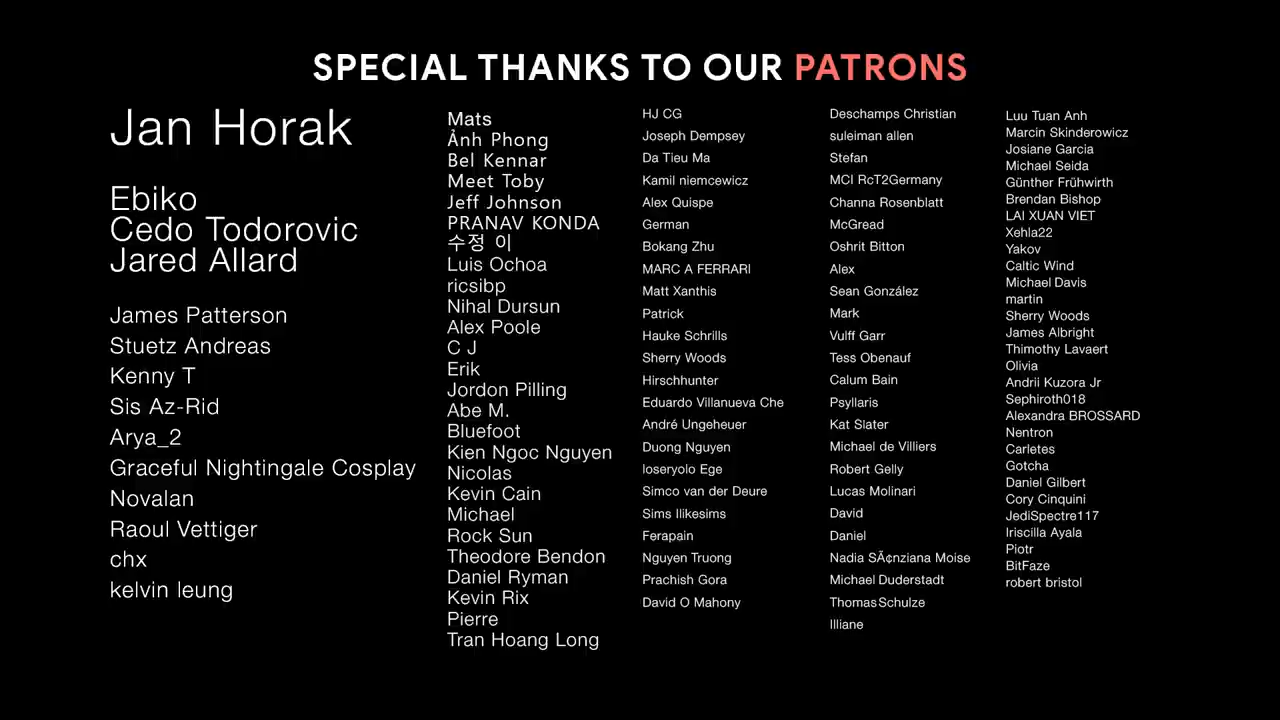 SPECIAL THANKS TO OUR PATRONS
Jan Horak
Ebiko
Cedo Todorovic
Jared Allard
James Patterson
Stuetz Andreas
Kenny T
Sis Az-Rid
Arya_2
Graceful Nightingale Cosplay
Novalan
Raoul Vettiger
chx
kelvin leung
Mats
Ảnh Phong
Bel Kennar
Meet Toby
Jeff Johnson
PRANAV KONDA
수정 이
Luis Ochoa
ricsibp
Nihal Dursun
Alex Poole
C J
Erik
Jordon Pilling
Abe M.
Bluefoot
Kien Ngoc Nguyen
Nicolas
Kevin Cain
Michael
Rock Sun
Theodore Bendon
Daniel Ryman
Kevin Rix
Pierre
Tran Hoang Long
HJ CG
Joseph Dempsey
Da Tieu Ma
Kamil niemcewicz
Alex Quispe
German
Bokang Zhu
MARC A FERRARI
Matt Xanthis
Patrick
Hauke Schrills
Sherry Woods
Hirschhunter
Eduardo Villanueva Che
André Ungeheuer
Duong Nguyen
loseryolo Ege
Simco van der Deure
Sims Ilikesims
Ferapain
Nguyen Truong
Prachish Gora
David O Mahony
Deschamps Christian
suleiman allen
Stefan
MCI RcT2Germany
Channa Rosenblatt
McGread
Oshrit Bitton
Alex
Sean González
Mark
Vulff Garr
Tess Obenauf
Calum Bain
Psyllaris
Kat Slater
Michael de Villiers
Robert Gelly
Lucas Molinari
David
Daniel
Nadia SÃ¢nziana Moise
Michael Duderstadt
Thomas Schulze
Illiane
Luu Tuan Anh
Marcin Skinderowicz
Josiane Garcia
Michael Seida
Günther Frühwirth
Brendan Bishop
LAI XUAN VIET
Xehla22
Yakov
Caltic Wind
Michael Davis
martin
Sherry Woods
James Albright
Thimothy Lavaert
Olivia
Andrii Kuzora Jr
Sephiroth018
Alexandra BROSSARD
Nentron
Carletes
Gotcha
Daniel Gilbert
Cory Cinquini
JediSpectre117
Iriscilla Ayala
Piotr
BitFaze
robert bristol